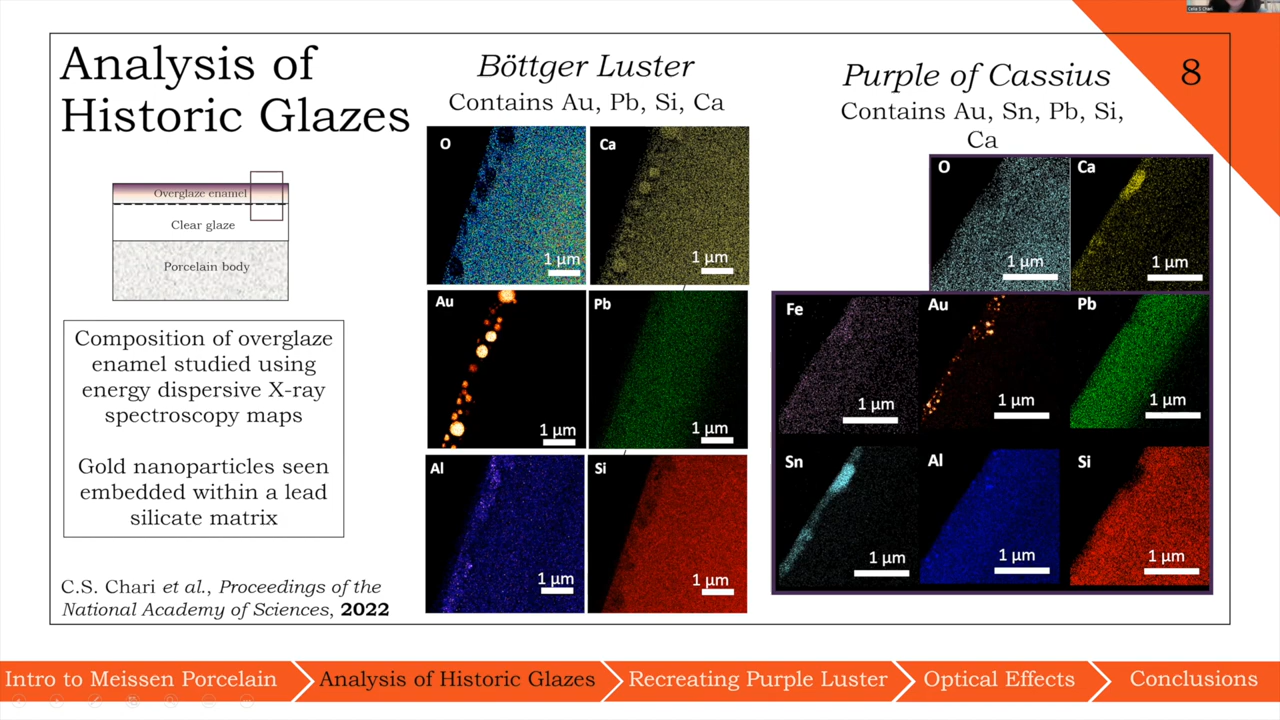 Analysis of
Historic Glazes
Overglaze enamel
Clear glaze
Porcelain body
Composition of overglaze
enamel studied using
energy dispersive X-ray
spectroscopy maps
Gold nanoparticles seen
embedded within a lead
silicate matrix
C.S. Chari et al., Proceedings of the
National Academy of Sciences, 2022
Böttger Luster
Contains Au, Pb, Si, Ca
O
1 µm
Ca
1 µm
Au
1 µm
Pb
1 µm
Al
1 µm
Si
1 µm
Purple of Cassius
Contains Au, Sn, Pb, Si,
Ca
O
1 µm
Ca
1 µm
Fe
1 µm
Au
1 µm
Pb
1 µm
Sn
1 µm
Al
1 µm
Si
1 µm
8
Celia S Chari
Intro to Meissen Porcelain
Analysis of Historic Glazes
Recreating Purple Luster
Optical Effects
Conclusions